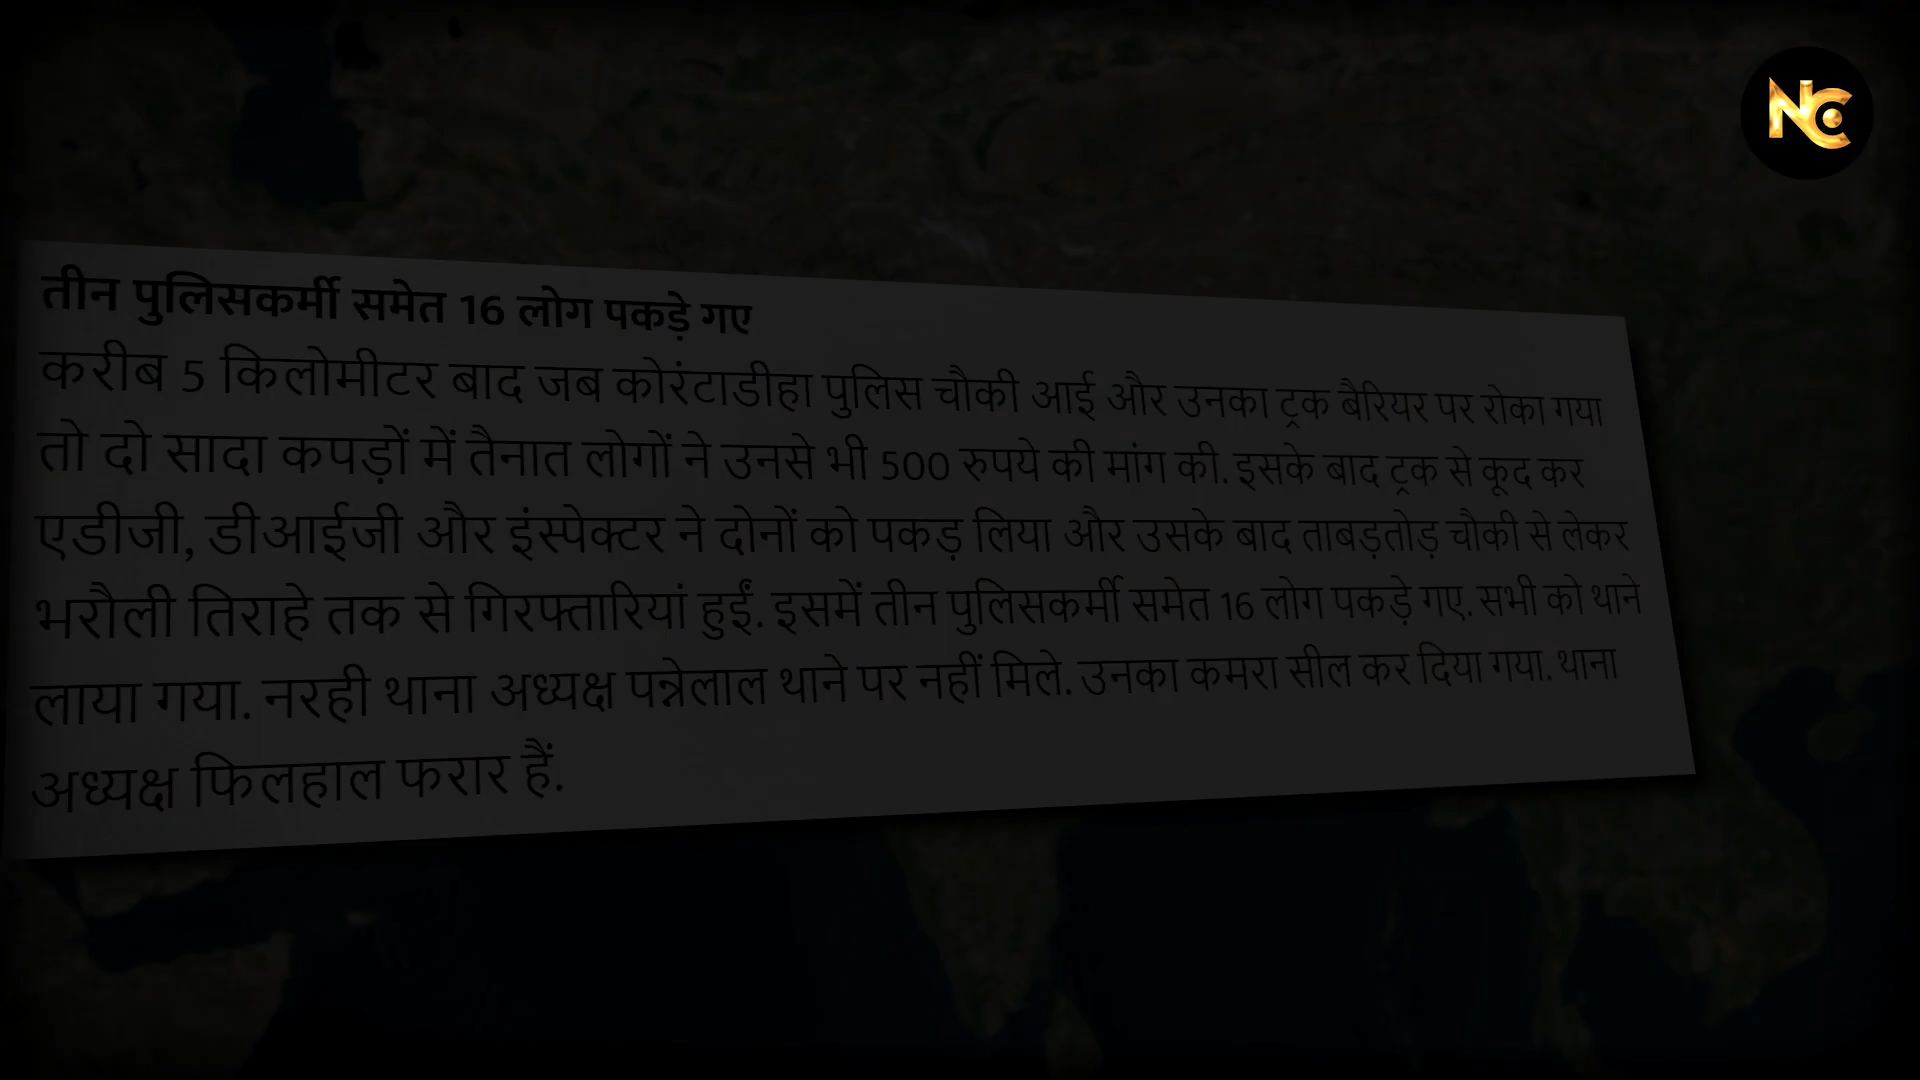 NC
तीन पुलिसकर्मी समेत 16 लोग पकड़े गए
करीब 5 किलोमीटर बाद जब कोरंटाडीहा पुलिस चौकी आई और उनका ट्रक बैरियर पर रोका गया
तो दो सादा कपड़ों में तैनात लोगों ने उनसे भी 500 रुपये की मांग की. इसके बाद ट्रक से कूद कर
एडीजी, डीआईजी और इंस्पेक्टर ने दोनों को पकड़ लिया और उसके बाद ताबड़तोड़ चौकी से लेकर
भरौली तिराहे तक से गिरफ्तारियां हुईं. इसमें तीन पुलिसकर्मी समेत 16 लोग पकड़े गए. सभी को थाने
लाया गया. नरही थाना अध्यक्ष पन्नेलाल थाने पर नहीं मिले. उनका कमरा सील कर दिया गया. थाना
अध्यक्ष फिलहाल फरार हैं.